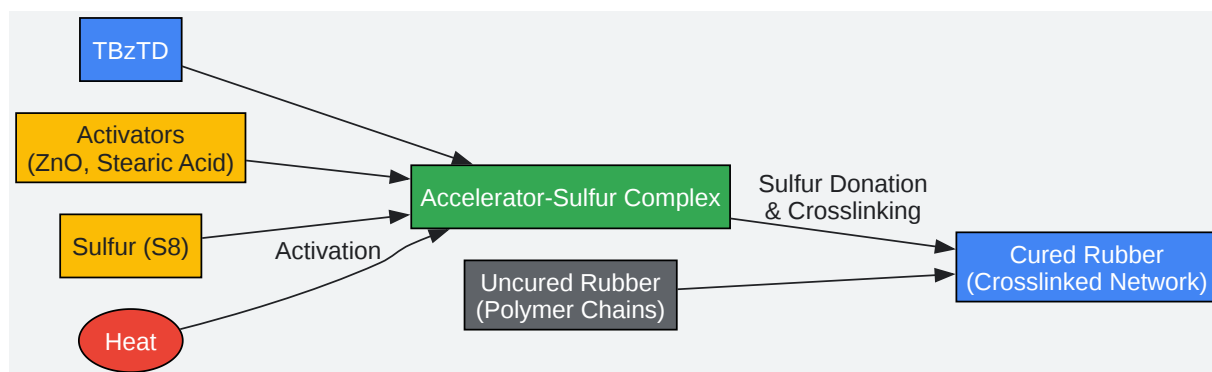 TBzTD
Activators
(ZnO, Stearic Acid)
Accelerator-Sulfur Complex
Sulfur Donation
& Crosslinking
Sulfur (S8)
Activation
Uncured Rubber
(Polymer Chains)
Cured Rubber
(Crosslinked Network)
Heat